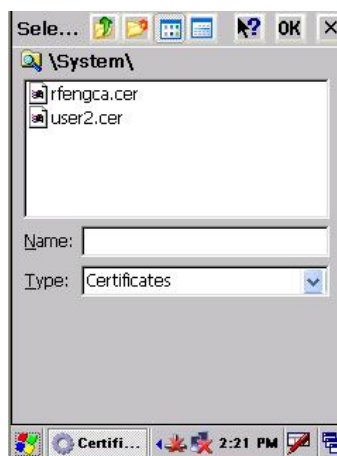 Sele... ? OK ×
\System\
rfengca.cer
user2.cer
Name:
Type: Certificates
Certifi... 2:21 PM